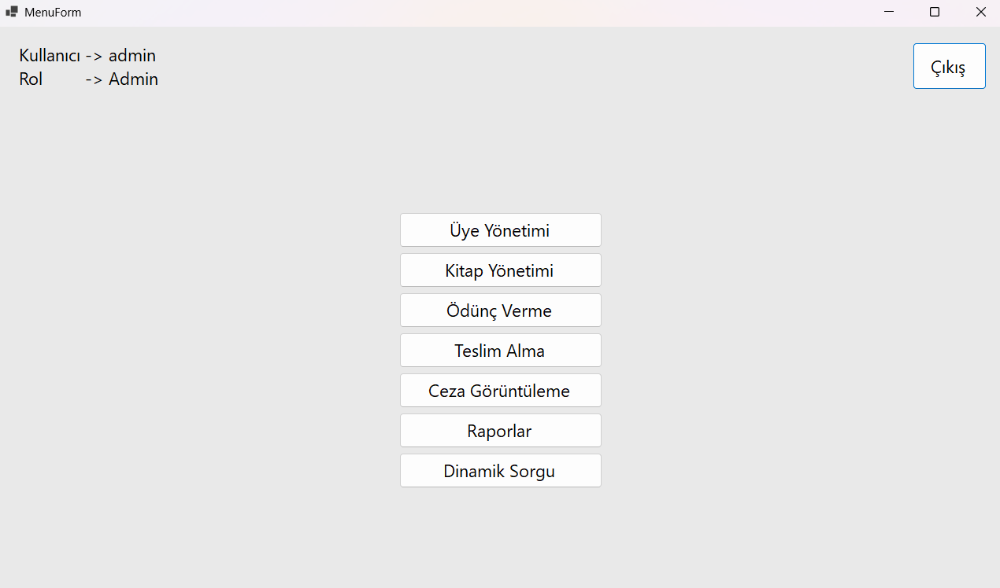 MenuForm
Kullanıcı -> admin
Rol -> Admin
Çıkış
Üye Yönetimi
Kitap Yönetimi
Ödünç Verme
Teslim Alma
Ceza Görüntüleme
Raporlar
Dinamik Sorgu